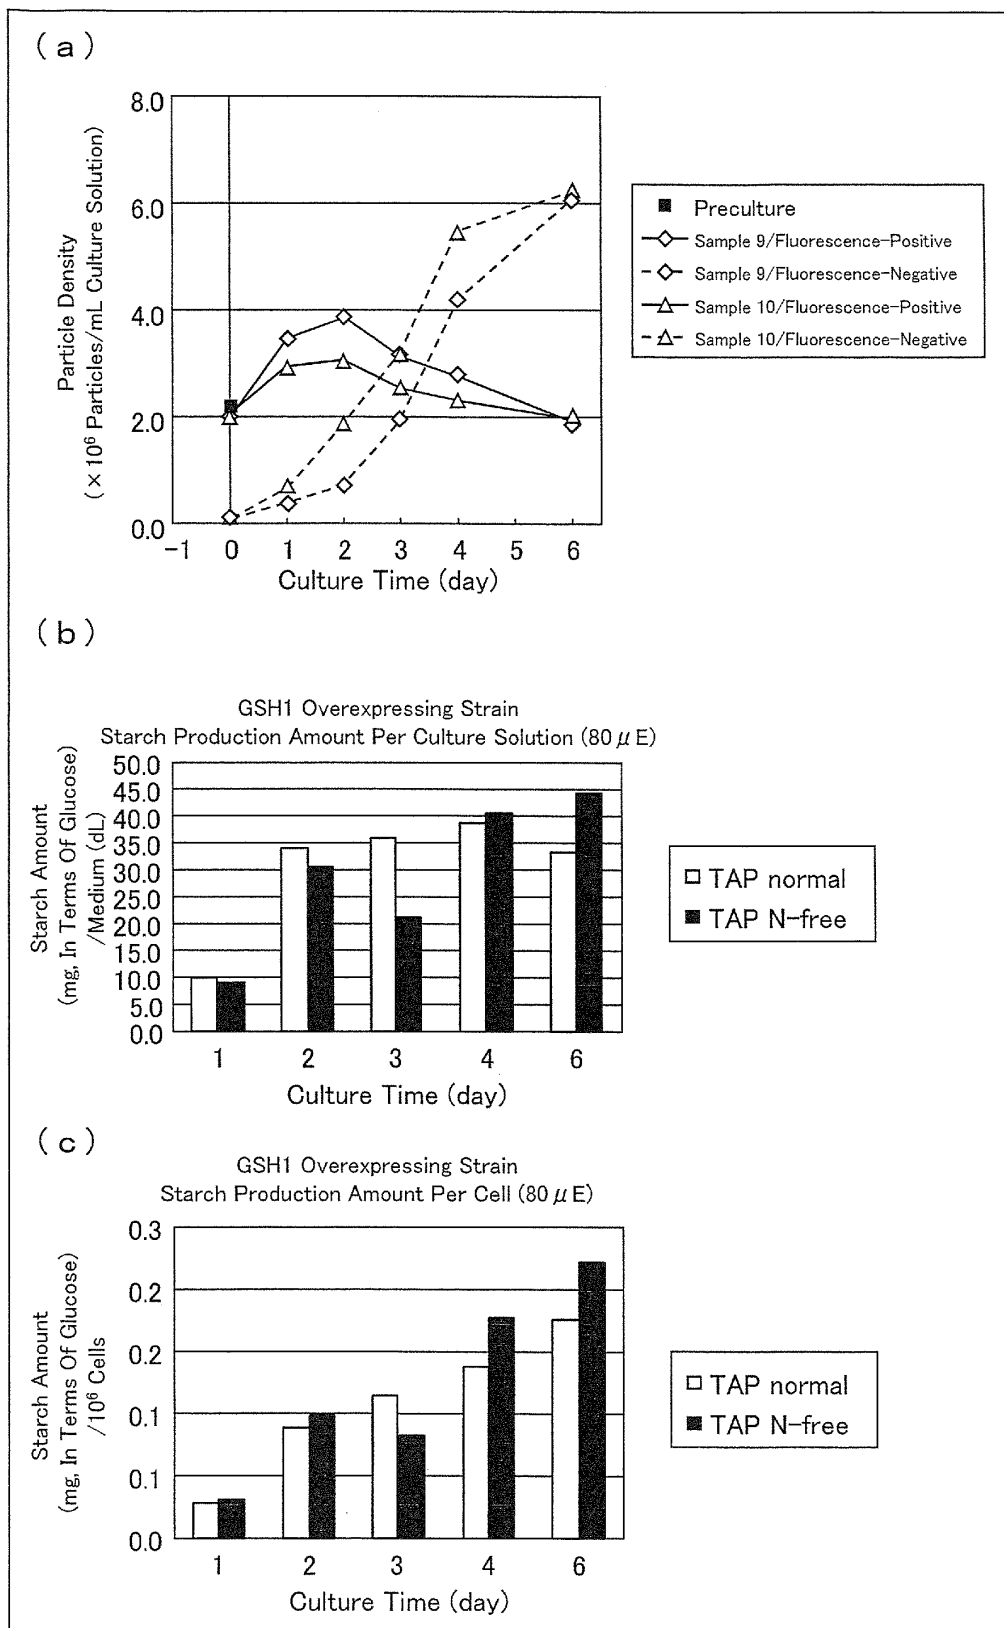 (a)
Particle Density
(×10⁶ Particles/mL Culture Solution)
8.0
6.0
4.0
2.0
0.0
-1 0 1 2 3 4 5 6
Culture Time (day)
■ Preculture
Sample 9/Fluorescence-Positive
Sample 9/Fluorescence-Negative
Sample 10/Fluorescence-Positive
Sample 10/Fluorescence-Negative
(b)
GSH1 Overexpressing Strain
Starch Production Amount Per Culture Solution (80 μE)
Starch Amount
(mg, In Terms Of Glucose)
/Medium (dL)
50.0
45.0
40.0
35.0
30.0
25.0
20.0
15.0
10.0
5.0
0.0
1 2 3 4 6
Culture Time (day)
□ TAP normal
■ TAP N-free
(c)
GSH1 Overexpressing Strain
Starch Production Amount Per Cell (80 μE)
Starch Amount
(mg, In Terms Of Glucose)
/10⁶ Cells
0.3
0.2
0.2
0.1
0.1
0.0
1 2 3 4 6
Culture Time (day)
□ TAP normal
■ TAP N-free